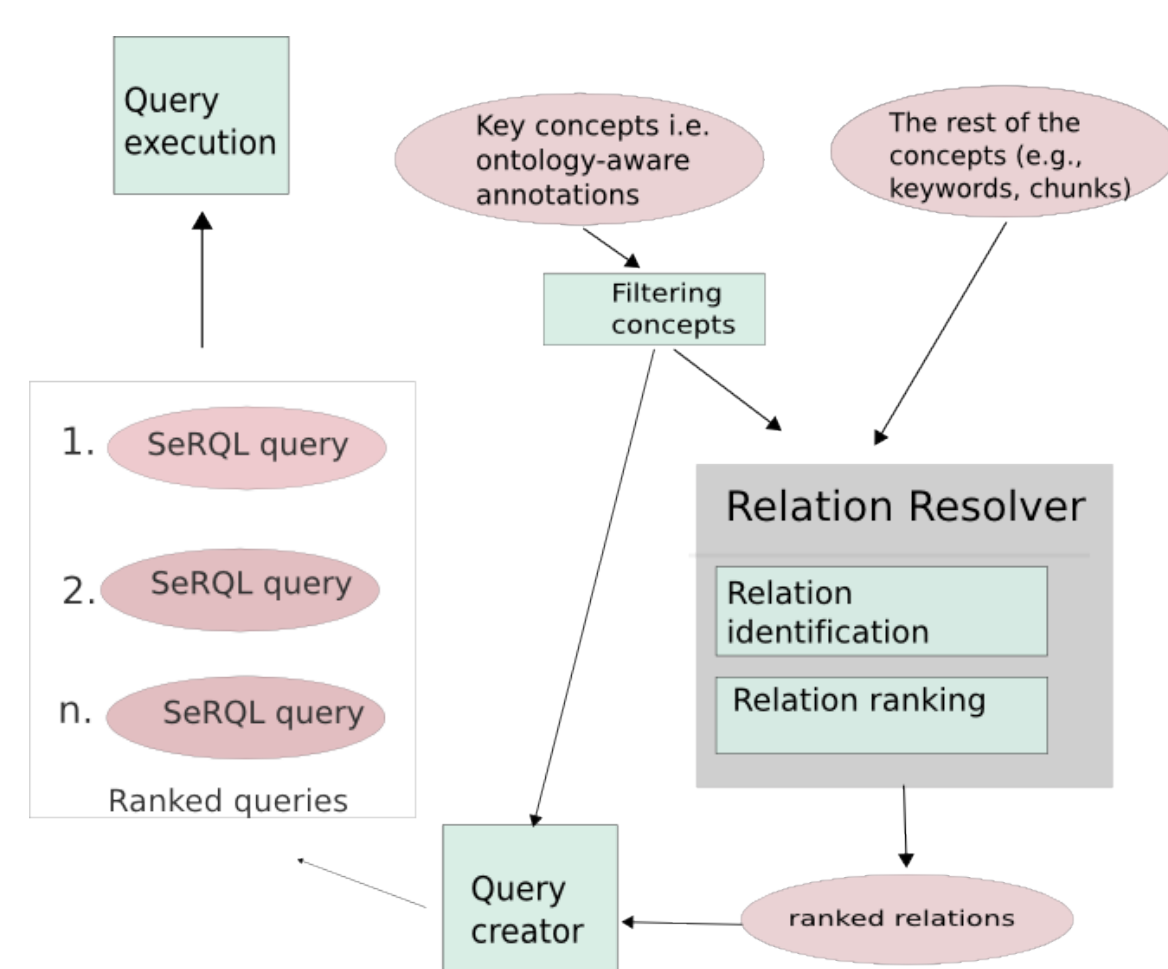 Query
execution
Key concepts i.e.
ontology-aware
annotations
The rest of the
concepts (e.g.,
keywords, chunks)
Filtering
concepts
1. SeRQL query
2. SeRQL query
n. SeRQL query
Ranked queries
Relation Resolver
Relation
identification
Relation ranking
Query
creator
ranked relations